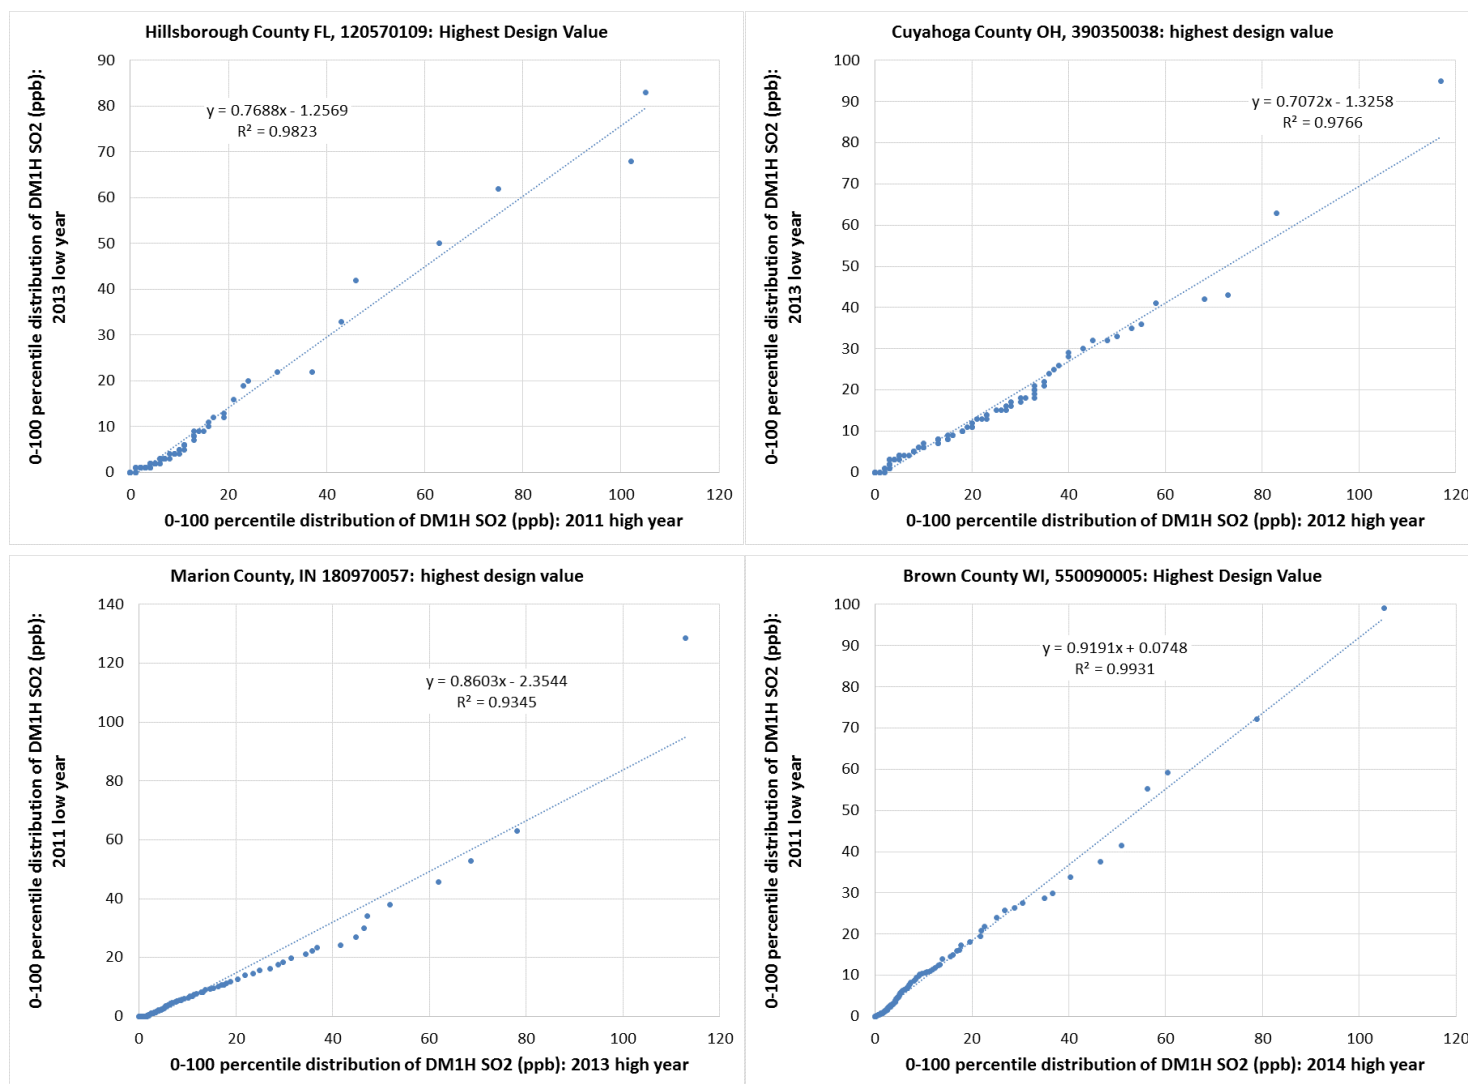 Hillsborough County FL, 120570109: Highest Design Value
0-100 percentile distribution of DM1H SO2 (ppb):
2013 low year
90
80
70
60
50
40
30
20
10
0
y = 0.7688x - 1.2569
R² = 0.9823
0 20 40 60 80 100 120
0-100 percentile distribution of DM1H SO2 (ppb): 2011 high year
Cuyahoga County OH, 390350038: highest design value
0-100 percentile distribution of DM1H SO2 (ppb):
2013 low year
100
90
80
70
60
50
40
30
20
10
0
y = 0.7072x - 1.3258
R² = 0.9766
0 20 40 60 80 100 120
0-100 percentile distribution of DM1H SO2 (ppb): 2012 high year
Marion County, IN 180970057: highest design value
0-100 percentile distribution of DM1H SO2 (ppb):
2011 low year
140
120
100
80
60
40
20
0
y = 0.8603x - 2.3544
R² = 0.9345
0 20 40 60 80 100 120
0-100 percentile distribution of DM1H SO2 (ppb): 2013 high year
Brown County WI, 550090005: Highest Design Value
0-100 percentile distribution of DM1H SO2 (ppb):
2011 low year
100
90
80
70
60
50
40
30
20
10
0
y = 0.9191x + 0.0748
R² = 0.9931
0 20 40 60 80 100 120
0-100 percentile distribution of DM1H SO2 (ppb): 2014 high year